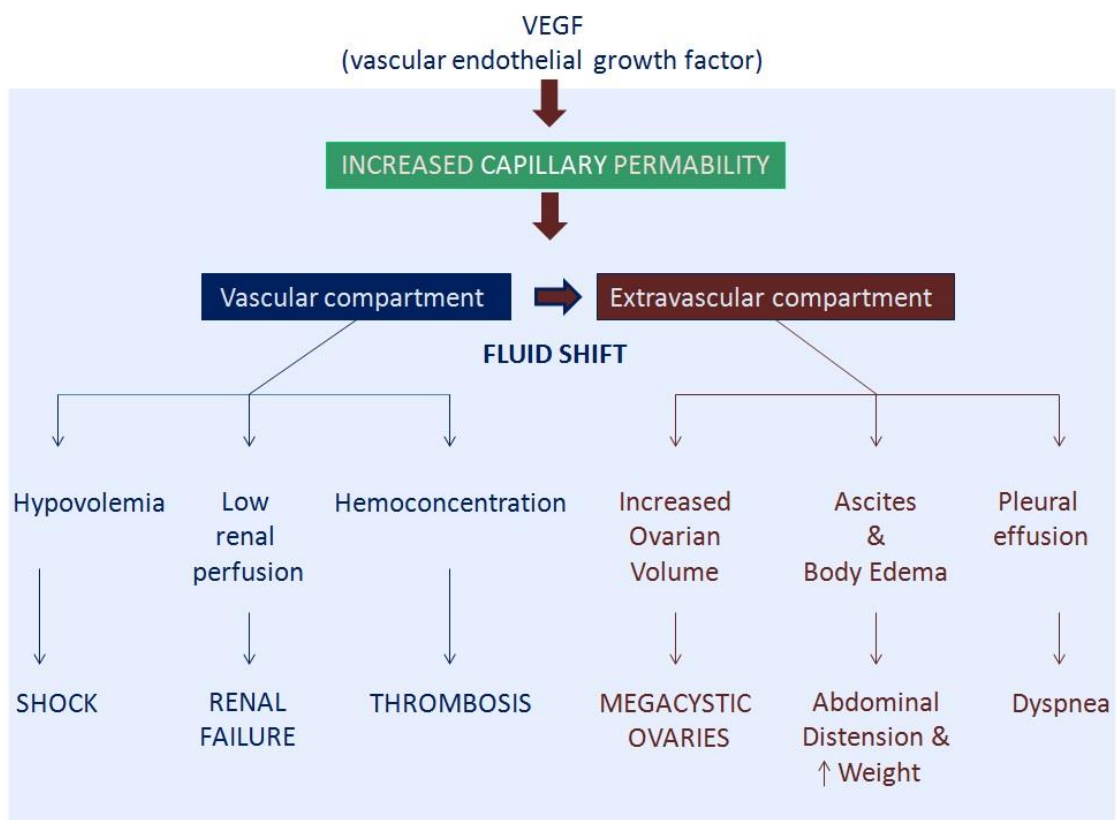 VEGF
(vascular endothelial growth factor)
INCREASED CAPILLARY PERMABILITY
Vascular compartment
Extravascular compartment
FLUID SHIFT
Hypovolemia
Low
renal
perfusion
Hemoconcentration
Increased
Ovarian
Volume
Ascites
&
Body Edema
Pleural
effusion
SHOCK
RENAL
FAILURE
THROMBOSIS
MEGACYSTIC
OVARIES
Abdominal
Distension &
↑ Weight
Dyspnea